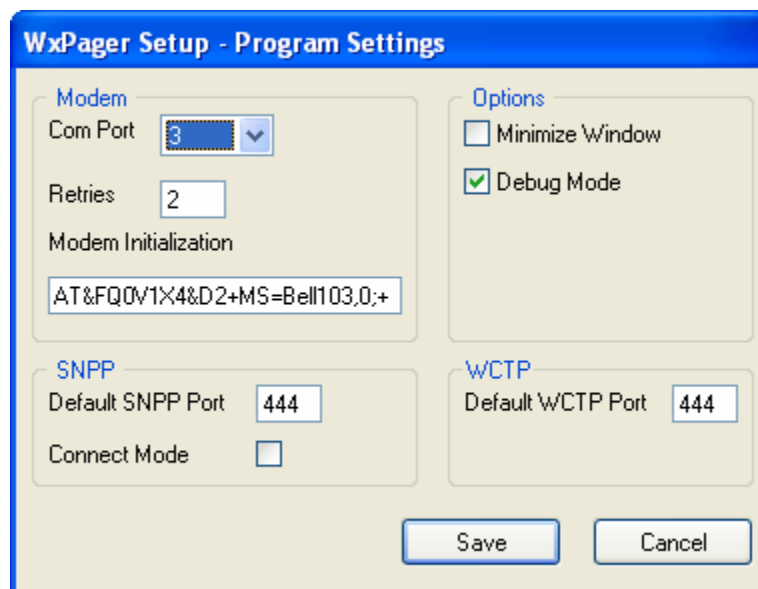 WxPager Setup - Program Settings
Modem
Com Port 3
Retries 2
Modem Initialization
AT&FQ0V1X4&D2+MS=Bell103,0;+
Options
Minimize Window
Debug Mode
SNPP
Default SNPP Port 444
Connect Mode
WCTP
Default WCTP Port 444
Save
Cancel